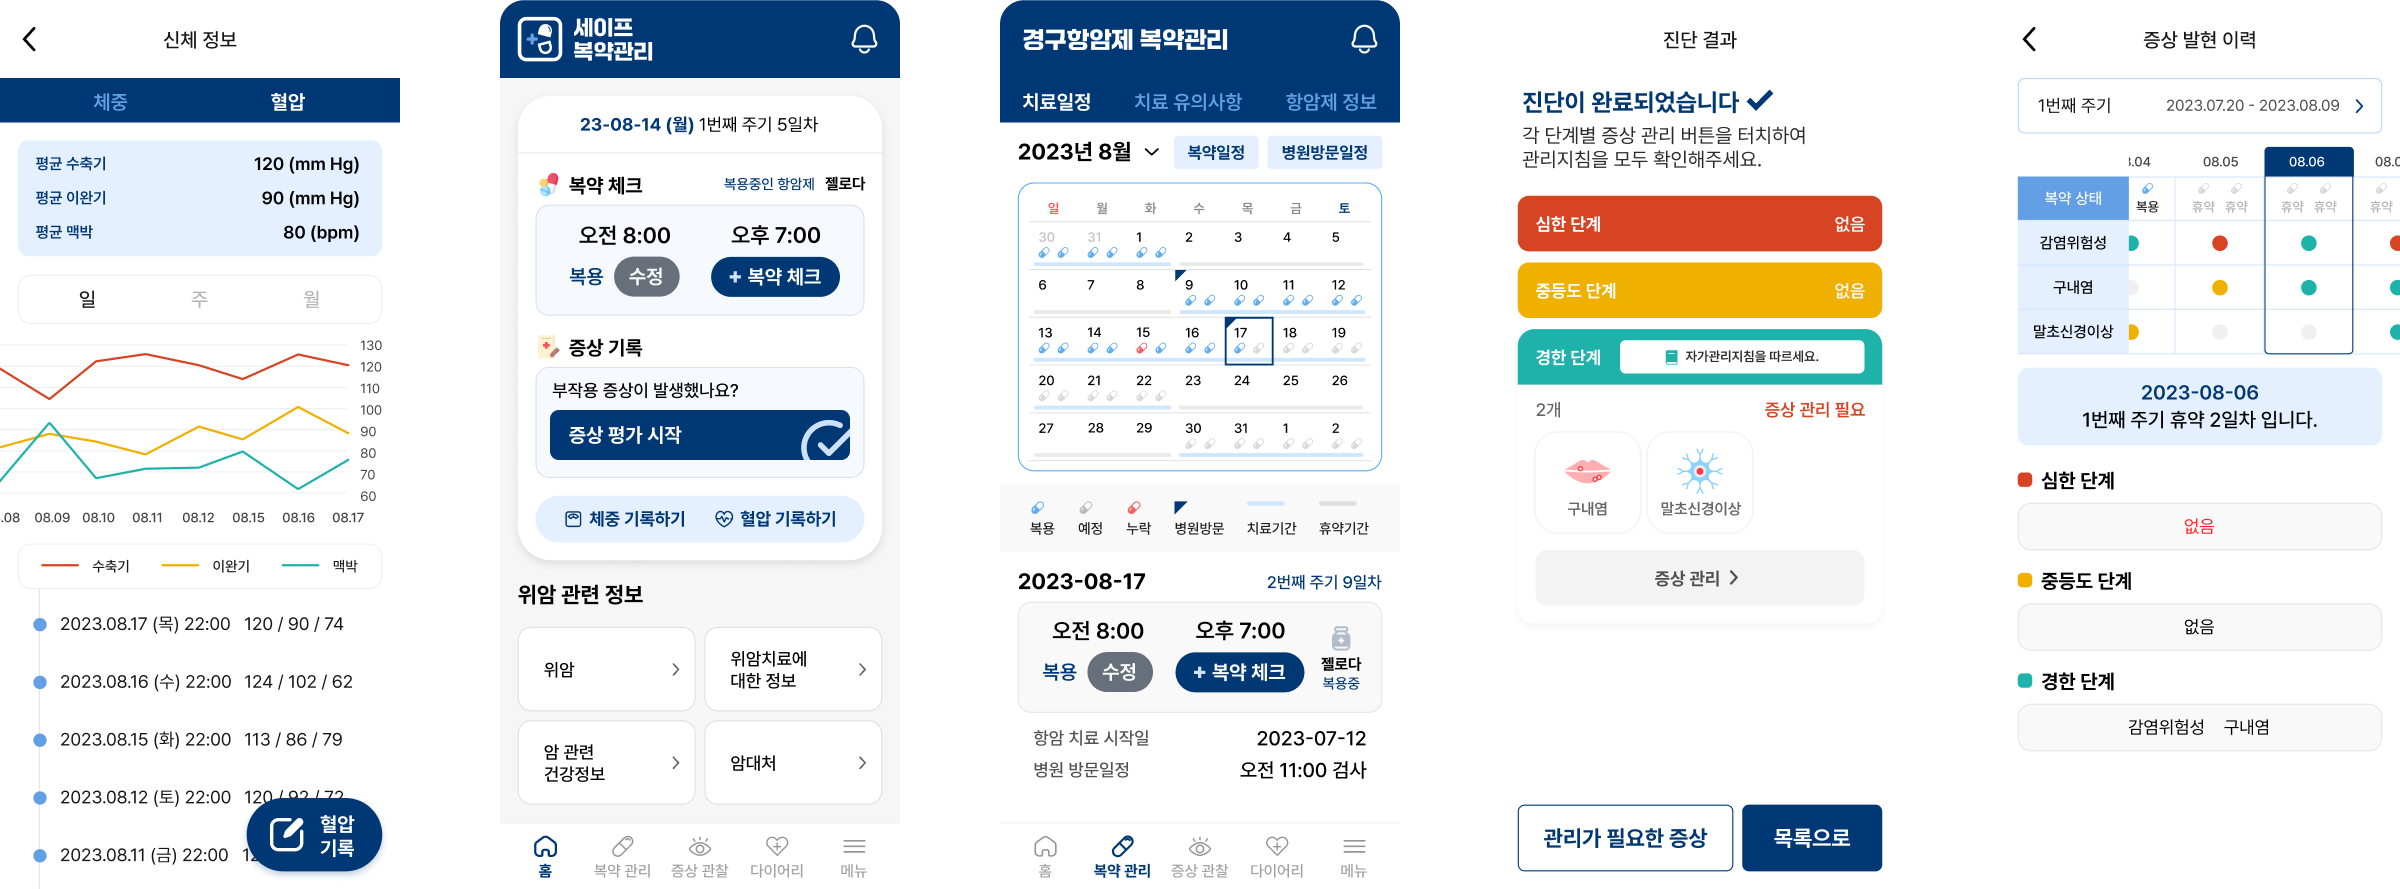 신체 정보
체중 혈압
평균 수축기 120 (mm Hg)
평균 이완기 90 (mm Hg)
평균 맥박 80 (bpm)
일 주 월
130
120
110
100
90
80
70
60
.08 08.09 08.10 08.11 08.12 08.15 08.16 08.17
수축기 이완기 맥박
2023.08.17 (목) 22:00 120 / 90 / 74
2023.08.16 (수) 22:00 124 / 102 / 62
2023.08.15 (화) 22:00 113 / 86 / 79
2023.08.12 (토) 22:00 120 / 92 / 72
2023.08.11 (금) 22:00 12
혈압
기록
세이프
복약관리
23-08-14 (월) 1번째 주기 5일차
복약 체크 복용중인 항암제 젤로다
오전 8:00 오후 7:00
복용 수정 + 복약 체크
증상 기록
부작용 증상이 발생했나요?
증상 평가 시작
체중 기록하기 혈압 기록하기
위암 관련 정보
위암
위암치료에
대한 정보
암 관련
건강정보
암대처
홈 복약 관리 증상 관찰 다이어리 메뉴
경구항암제 복약관리
치료일정 치료 유의사항 항암제 정보
2023년 8월 복약일정 병원방문일정
일 월 화 수 목 금 토
30 31 1 2 3 4 5
6 7 8 9 10 11 12
13 14 15 16 17 18 19
20 21 22 23 24 25 26
27 28 29 30 31 1 2
복용 예정 누락 병원방문 치료기간 휴약기간
2023-08-17 2번째 주기 9일차
오전 8:00 오후 7:00
복용 수정 + 복약 체크
젤로다
복용중
항암 치료 시작일 2023-07-12
병원 방문일정 오전 11:00 검사
홈 복약 관리 증상 관찰 다이어리 메뉴
진단 결과
진단이 완료되었습니다
각 단계별 증상 관리 버튼을 터치하여
관리지침을 모두 확인해주세요.
심한 단계 없음
중등도 단계 없음
경한 단계 자가관리지침을 따르세요.
2개 증상 관리 필요
구내염 말초신경이상
증상 관리
관리가 필요한 증상 목록으로
증상 발현 이력
1번째 주기 2023.07.20 - 2023.08.09
.04 08.05 08.06 08.0
복약 상태 복용 휴약 휴약 휴약 휴약 휴약
감염위험성
구내염
말초신경이상
2023-08-06
1번째 주기 휴약 2일차 입니다.
심한 단계
없음
중등도 단계
없음
경한 단계
감염위험성 구내염